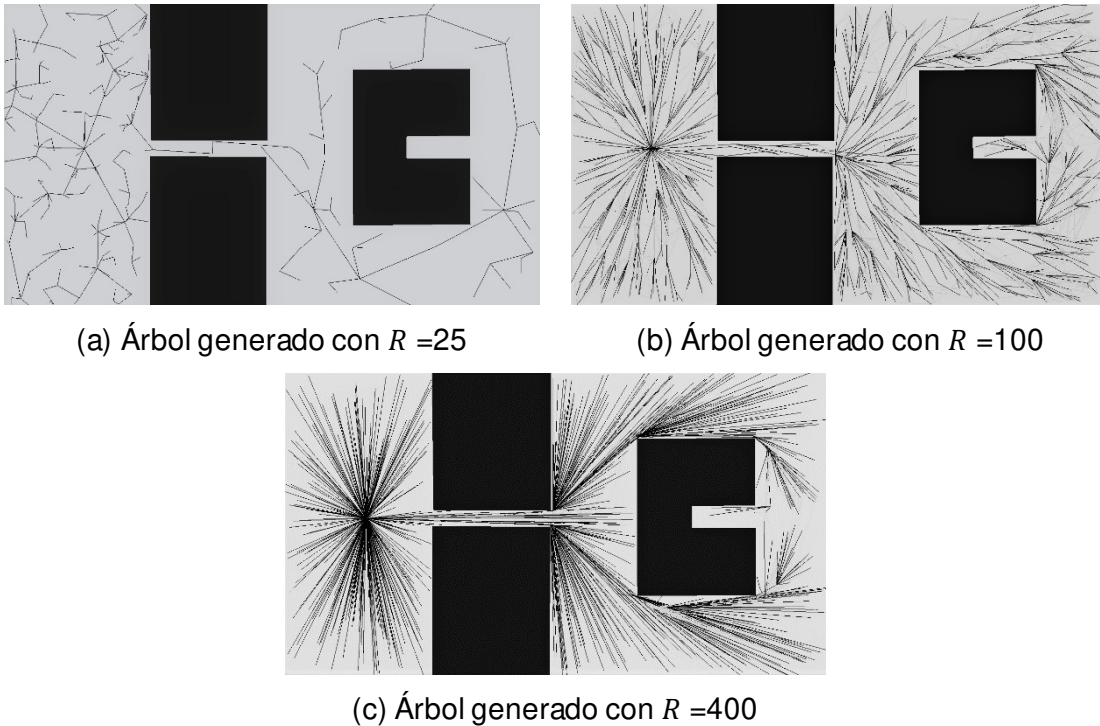 (a) Árbol generado con R =25
(b) Árbol generado con R =100
(c) Árbol generado con R =400